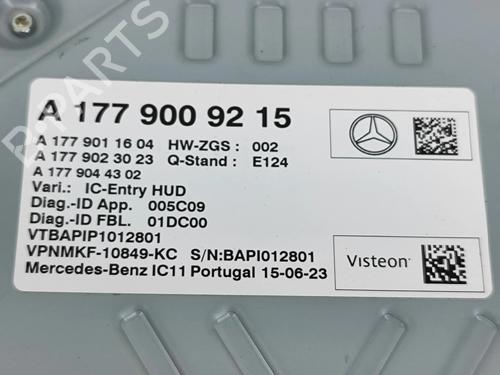 A 177 900 92 15
A 177 901 16 04 HW-ZGS : 002
A 177 902 30 23 Q-Stand : E124
A 177 904 43 02
Vari.: IC-Entry HUD
Diag.-ID App. 005C09
Diag.-ID FBL. 01DC00
VTBAPIP1012801
VPNMKF-10849-KC S/N:BAPI012801
Mercedes-Benz IC11 Portugal 15-06-23
Visteon
B-PARTS